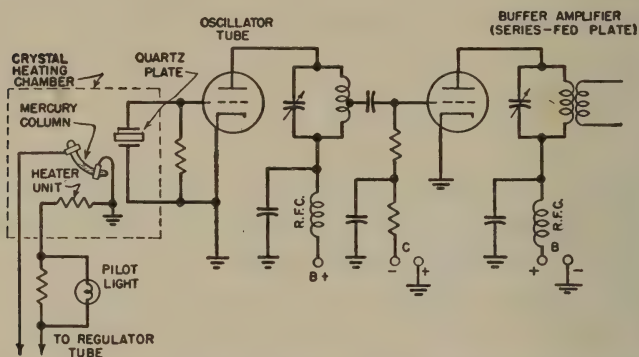 OSCILLATOR
TUBE
BUFFER AMPLIFIER
(SERIES-FED PLATE)
CRYSTAL
HEATING
CHAMBER
QUARTZ
PLATE
MERCURY
COLUMN
HEATER
UNIT
PILOT
LIGHT
R.F.C.
B+
C
- +
R.F.C.
B
+ -
TO REGULATOR
TUBE